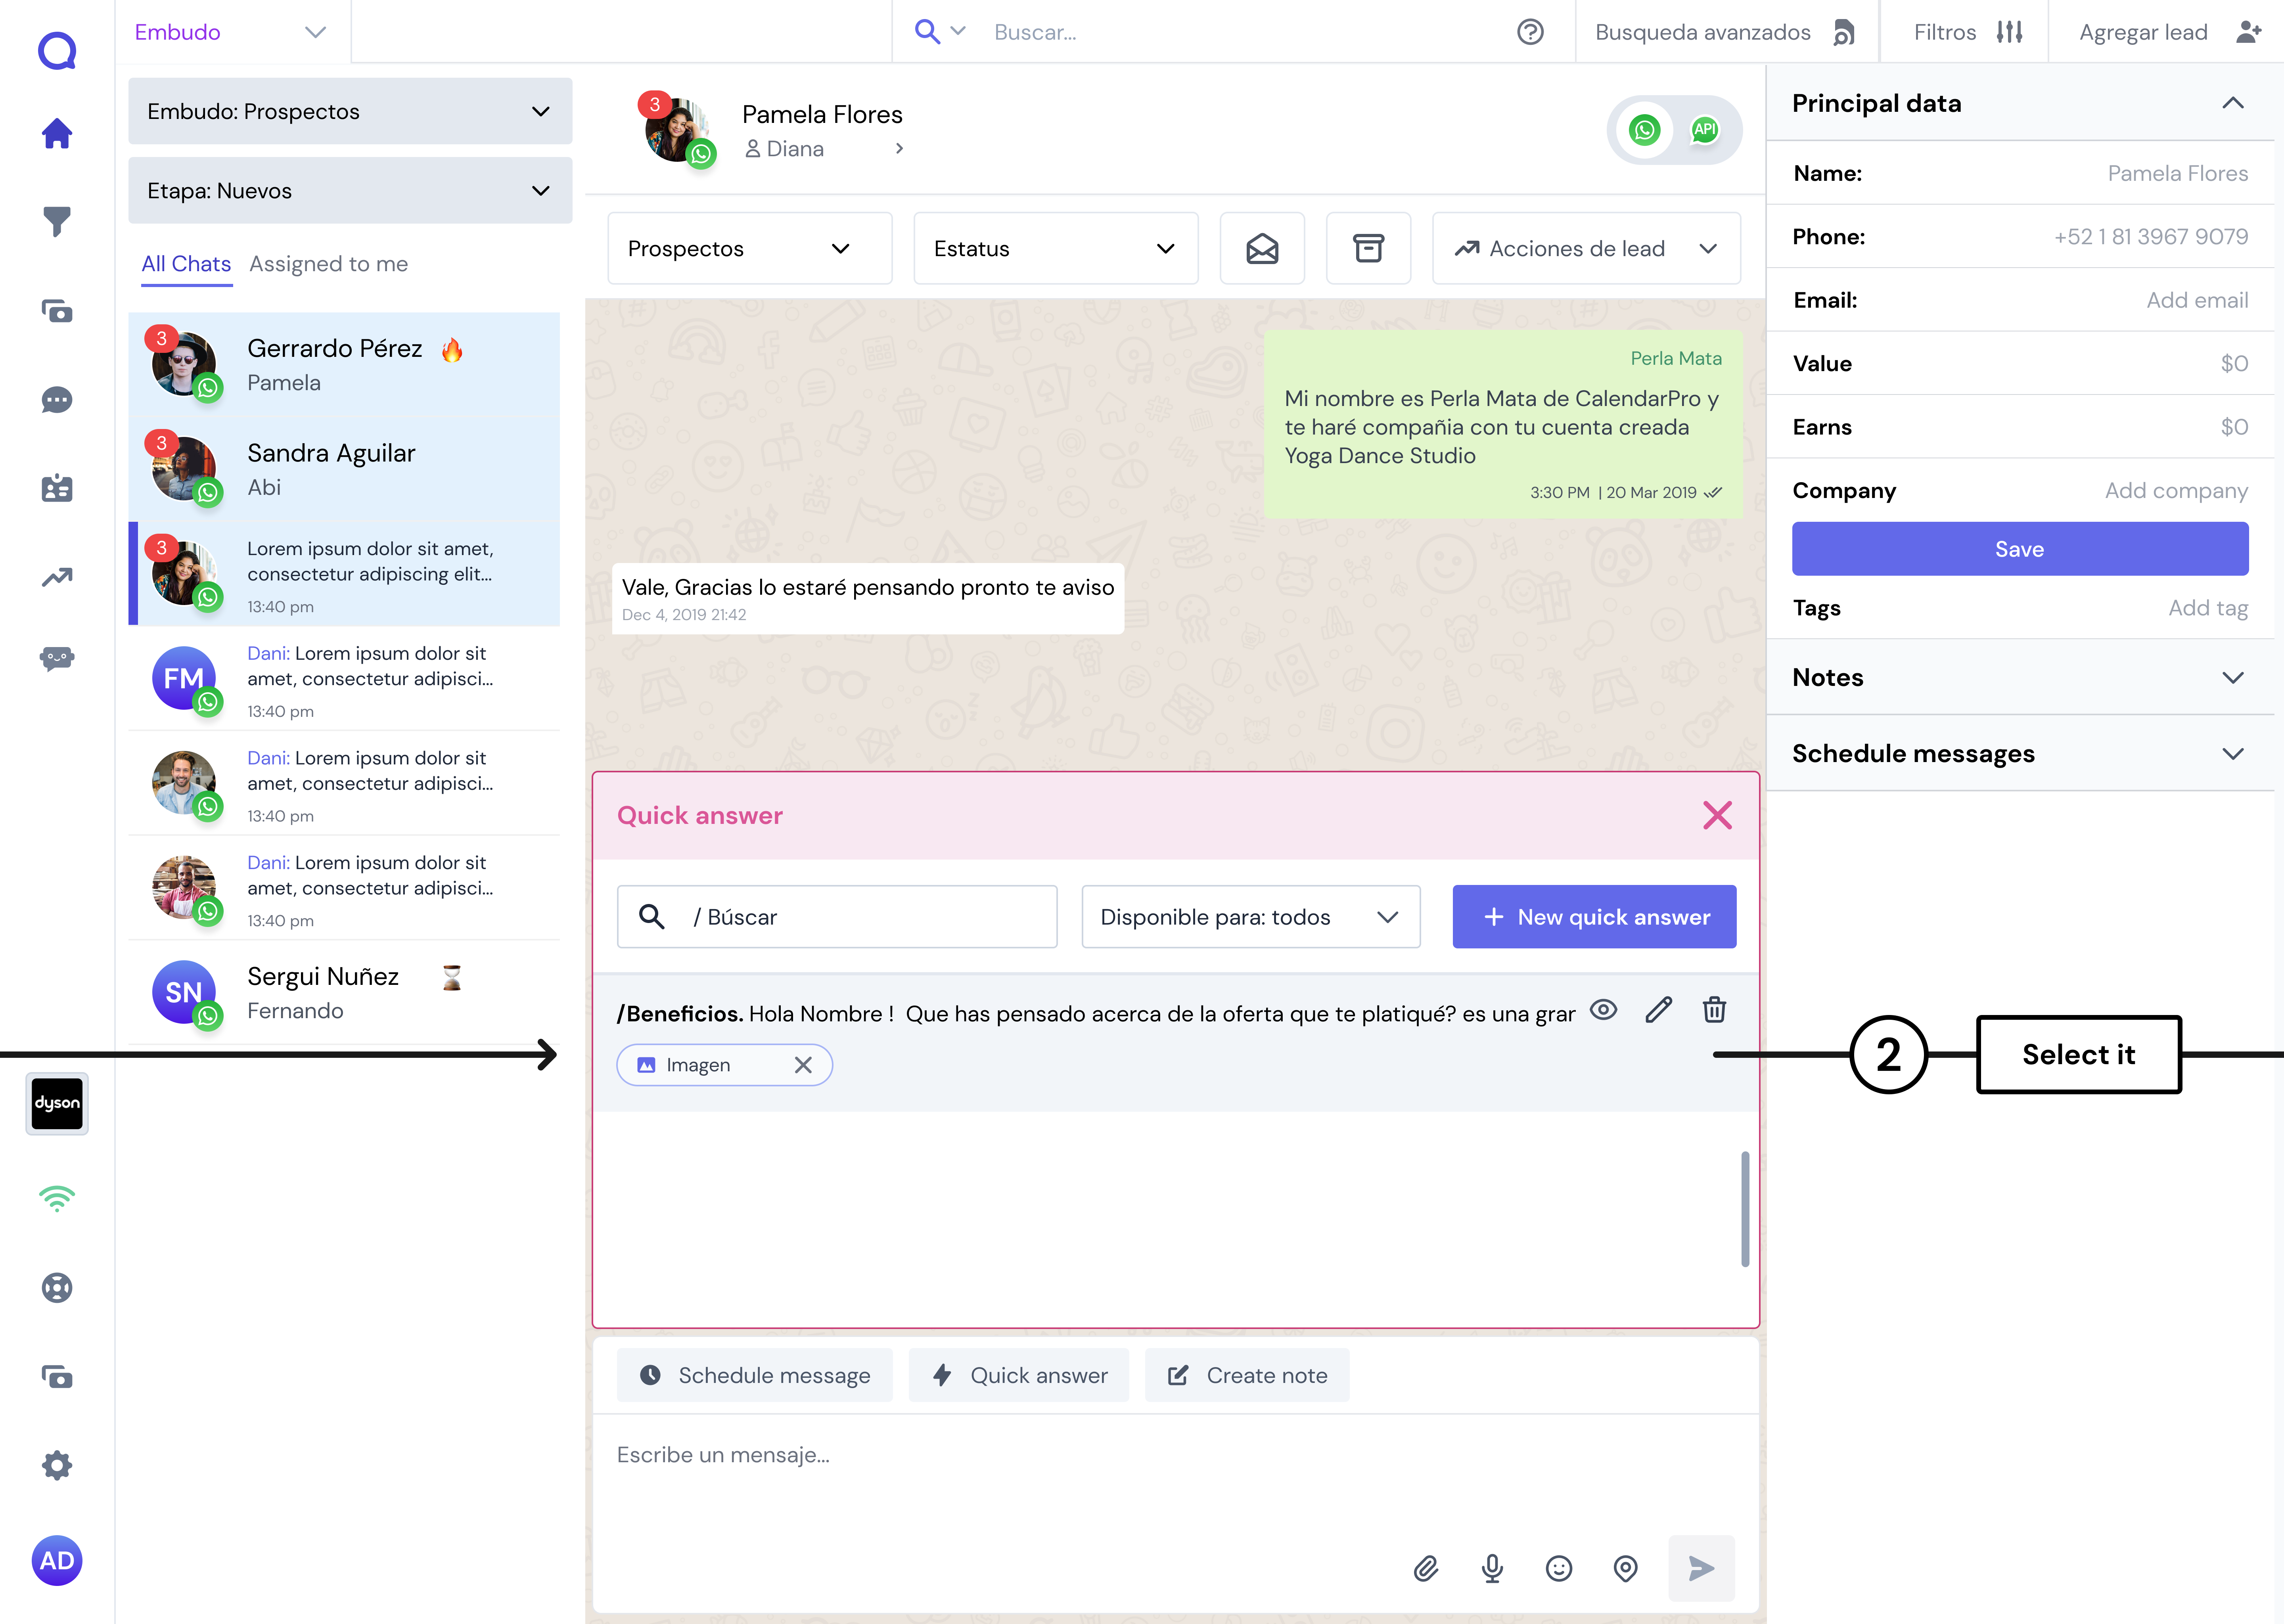 Embudo
Buscar...
Busqueda avanzados
Filtros
Agregar lead
Embudo: Prospectos
Etapa: Nuevos
All Chats
Assigned to me
3
Gerrardo Pérez
Pamela
3
Sandra Aguilar
Abi
3
Lorem ipsum dolor sit amet,
consectetur adipiscing elit...
13:40 pm
FM
Dani: Lorem ipsum dolor sit
amet, consectetur adipisci...
13:40 pm
Dani: Lorem ipsum dolor sit
amet, consectetur adipisci...
13:40 pm
Dani: Lorem ipsum dolor sit
amet, consectetur adipisci...
13:40 pm
SN
Sergui Nuñez
Fernando
dyson
AD
3
Pamela Flores
Diana
API
Prospectos
Estatus
Acciones de lead
Perla Mata
Mi nombre es Perla Mata de CalendarPro y
te haré compañia con tu cuenta creada
Yoga Dance Studio
3:30 PM | 20 Mar 2019
Vale, Gracias lo estaré pensando pronto te aviso
Dec 4, 2019 21:42
Quick answer
/ Búscar
Disponible para: todos
+ New quick answer
/Beneficios. Hola Nombre ! Que has pensado acerca de la oferta que te platiqué? es una grar
Imagen
Schedule message
Quick answer
Create note
Escribe un mensaje...
Principal data
Name:
Pamela Flores
Phone:
+52 1 81 3967 9079
Email:
Add email
Value
$0
Earns
$0
Company
Add company
Save
Tags
Add tag
Notes
Schedule messages
2
Select it